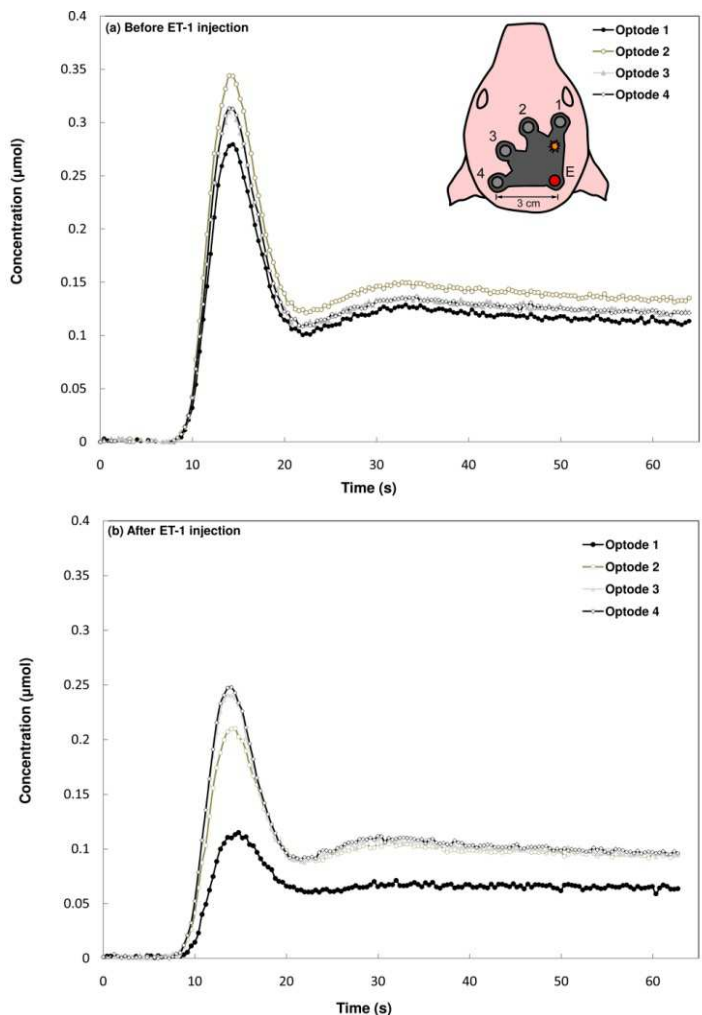 (a) Before ET-1 injection
Optode 1
Optode 2
Optode 3
Optode 4
1
2
3
4
E
3 cm
Concentration (µmol)
0.4
0.35
0.3
0.25
0.2
0.15
0.1
0.05
0
0 10 20 30 40 50 60
Time (s)
(b) After ET-1 injection
Optode 1
Optode 2
Optode 3
Optode 4
Concentration (µmol)
0.4
0.35
0.3
0.25
0.2
0.15
0.1
0.05
0
0 10 20 30 40 50 60
Time (s)